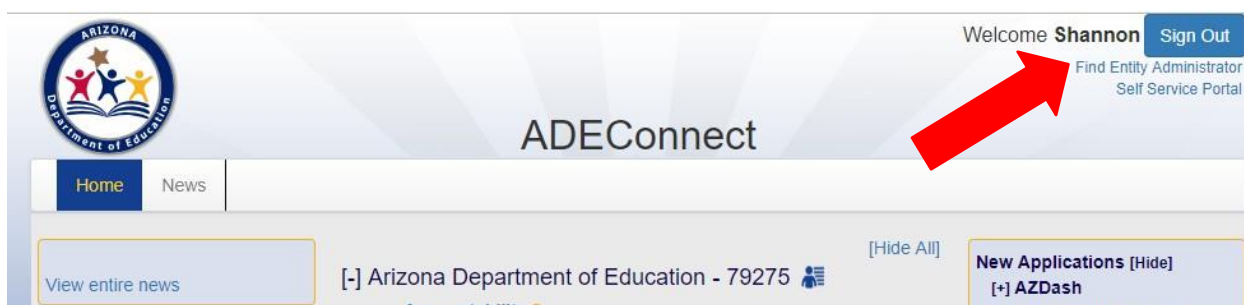 ARIZONA
Department of Education
Welcome Shannon Sign Out
Find Entity Administrator
Self Service Portal
ADEConnect
Home News
View entire news
[Hide All]
[-] Arizona Department of Education - 79275
New Applications [Hide]
[+] AZDash